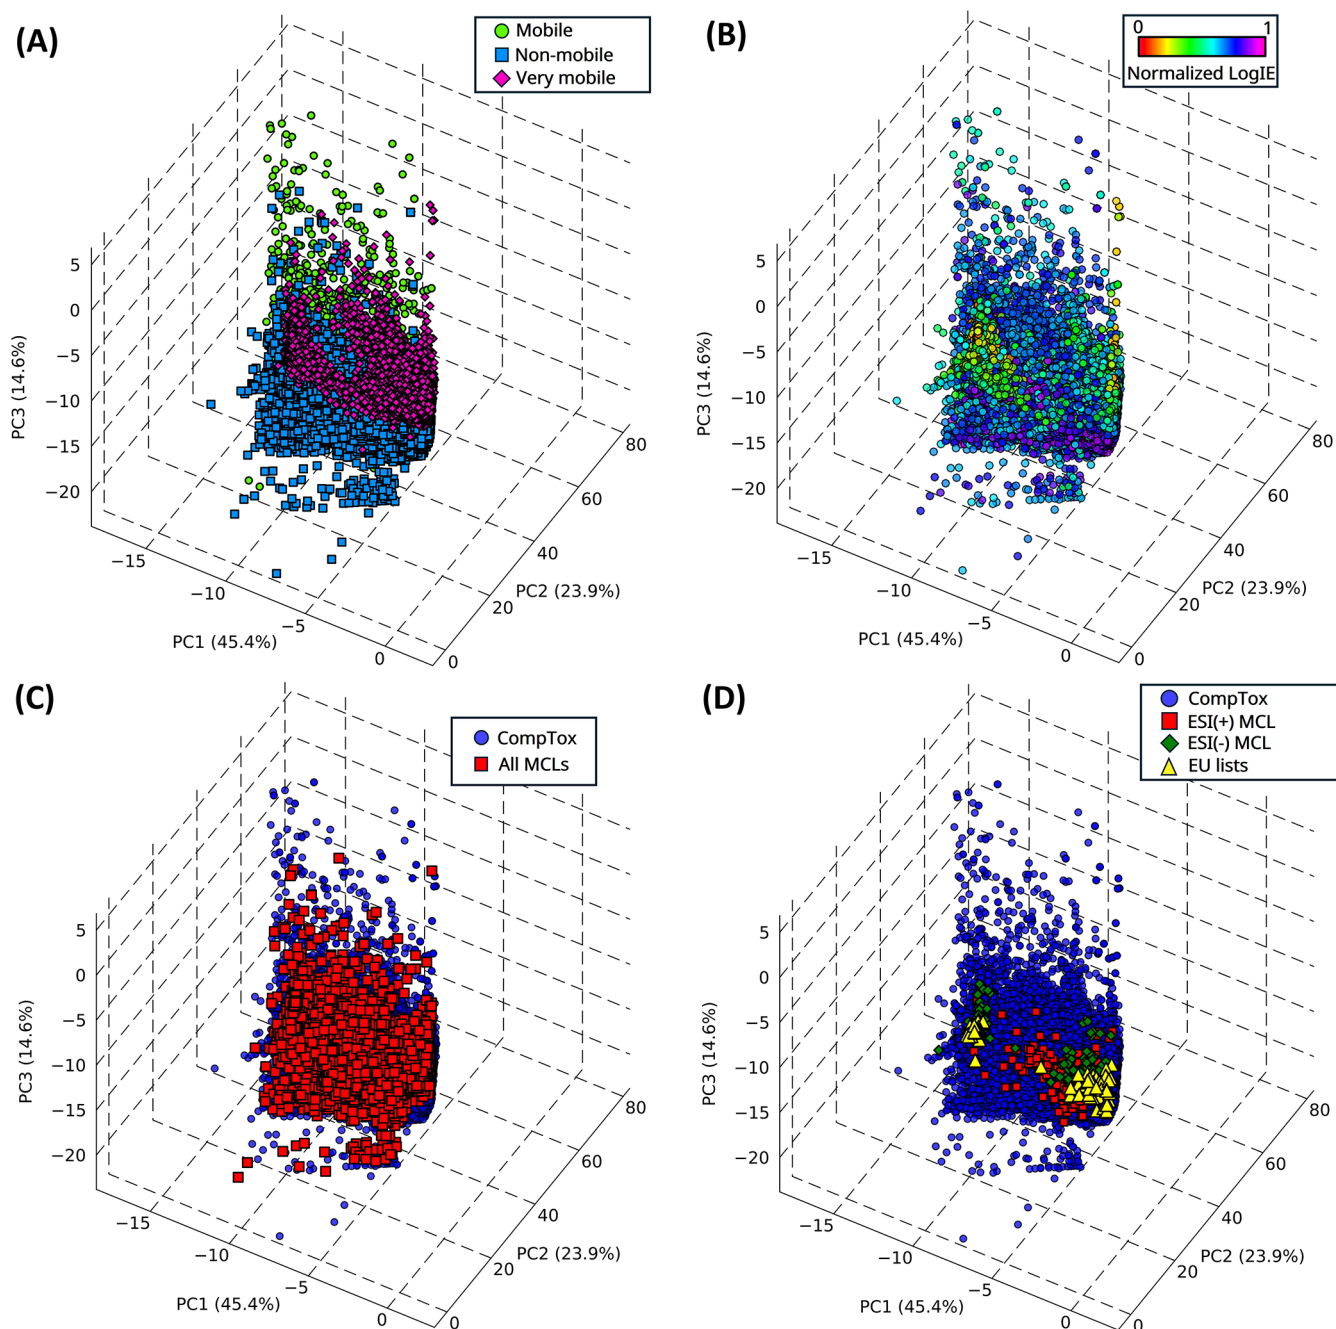 (A)
Mobile
Non-mobile
Very mobile
5
0
−5
−10
−15
−20
PC3 (14.6%)
−15
−10
−5
0
PC1 (45.4%)
0
20
40
60
80
PC2 (23.9%)
(B)
0 1
Normalized LogIE
5
0
−5
−10
−15
−20
PC3 (14.6%)
−15
−10
−5
0
PC1 (45.4%)
0
20
40
60
80
PC2 (23.9%)
(C)
CompTox
All MCLs
5
0
−5
−10
−15
−20
PC3 (14.6%)
−15
−10
−5
0
PC1 (45.4%)
0
20
40
60
80
PC2 (23.9%)
(D)
CompTox
ESI(+) MCL
ESI(-) MCL
EU lists
5
0
−5
−10
−15
−20
PC3 (14.6%)
−15
−10
−5
0
PC1 (45.4%)
0
20
40
60
80
PC2 (23.9%)